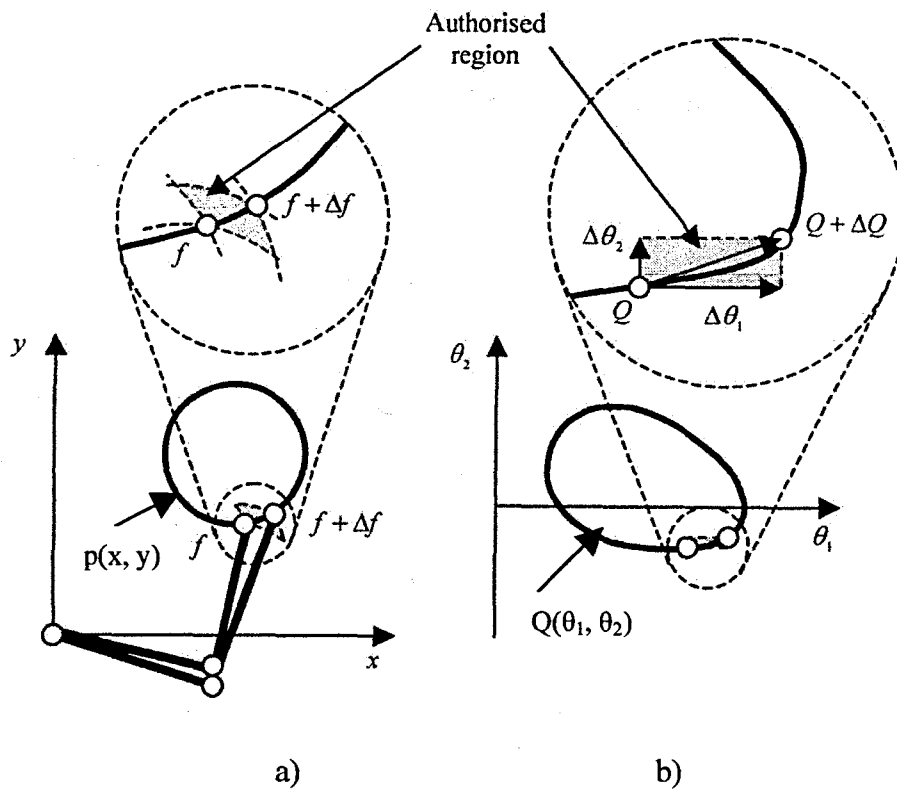 Authorised
region
f + Δf
f
Δθ₂
Q + ΔQ
Q
Δθ₁
y
θ₂
f
f + Δf
p(x, y)
x
θ₁
Q(θ₁, θ₂)
a)
b)